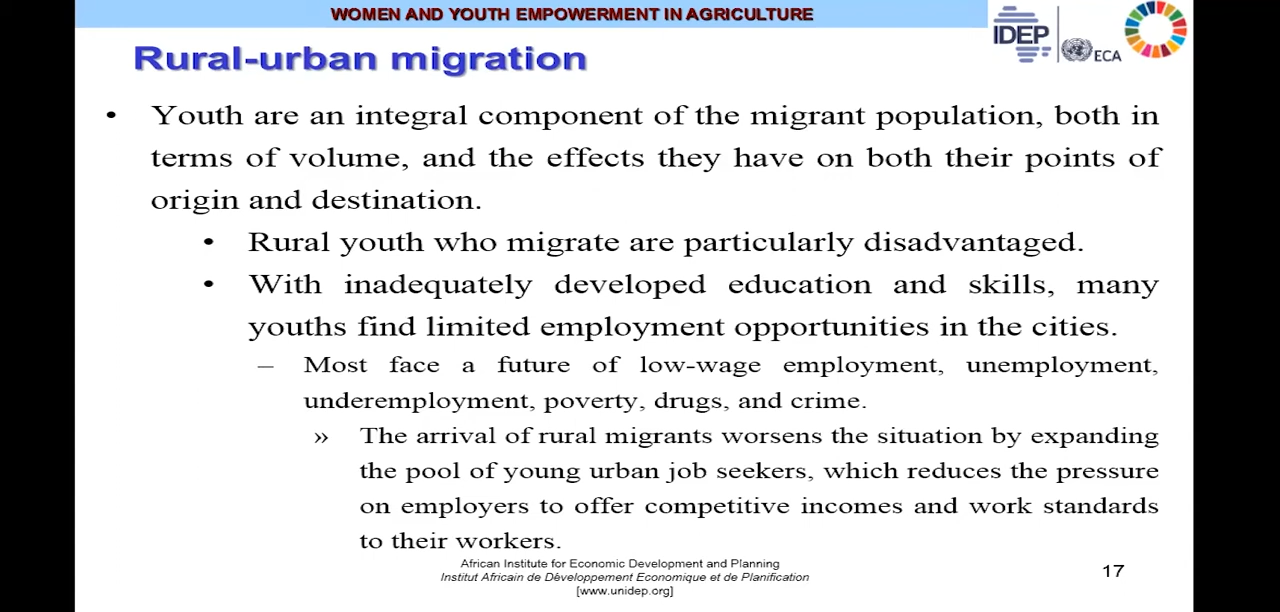 WOMEN AND YOUTH EMPOWERMENT IN AGRICULTURE
IDEP
ECA
Rural-urban migration
• Youth are an integral component of the migrant population, both in
terms of volume, and the effects they have on both their points of
origin and destination.
• Rural youth who migrate are particularly disadvantaged.
• With inadequately developed education and skills, many
youths find limited employment opportunities in the cities.
– Most face a future of low-wage employment, unemployment,
underemployment, poverty, drugs, and crime.
» The arrival of rural migrants worsens the situation by expanding
the pool of young urban job seekers, which reduces the pressure
on employers to offer competitive incomes and work standards
to their workers.
African Institute for Economic Development and Planning
Institut Africain de Développement Economique et de Planification
[www.unidep.org]
17